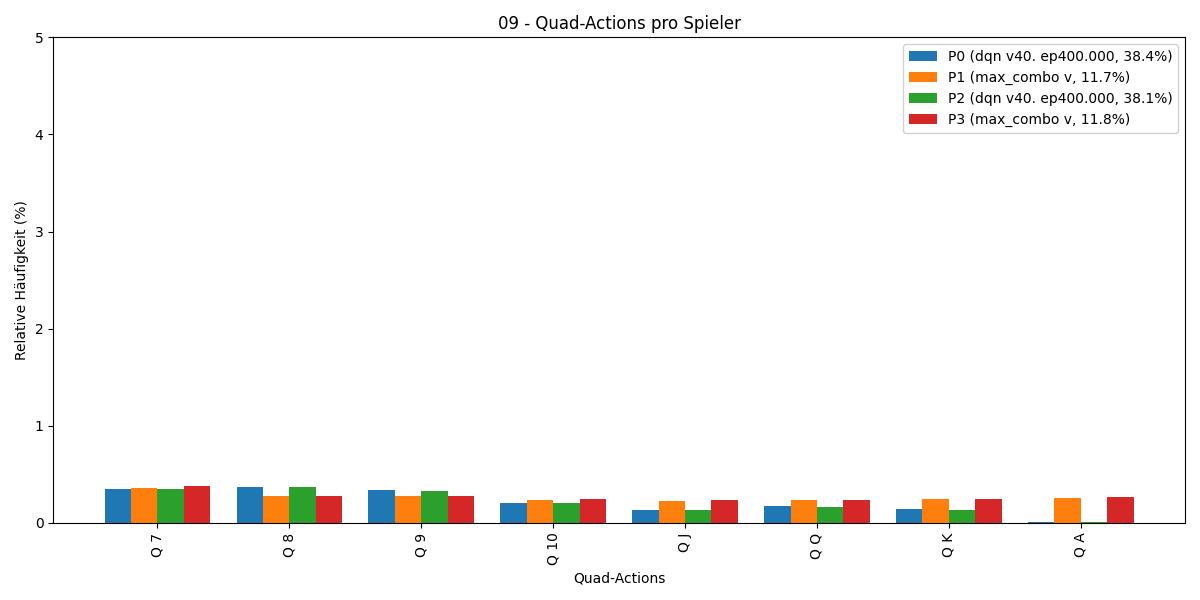 09 - Quad-Actions pro Spieler
P0 (dqn v40. ep400.000, 38.4%)
P1 (max_combo v, 11.7%)
P2 (dqn v40. ep400.000, 38.1%)
P3 (max_combo v, 11.8%)
Relative Häufigkeit (%)
5
4
3
2
1
0
Q 7
Q 8
Q 9
Q 10
Q J
Q Q
Q K
Q A
Quad-Actions